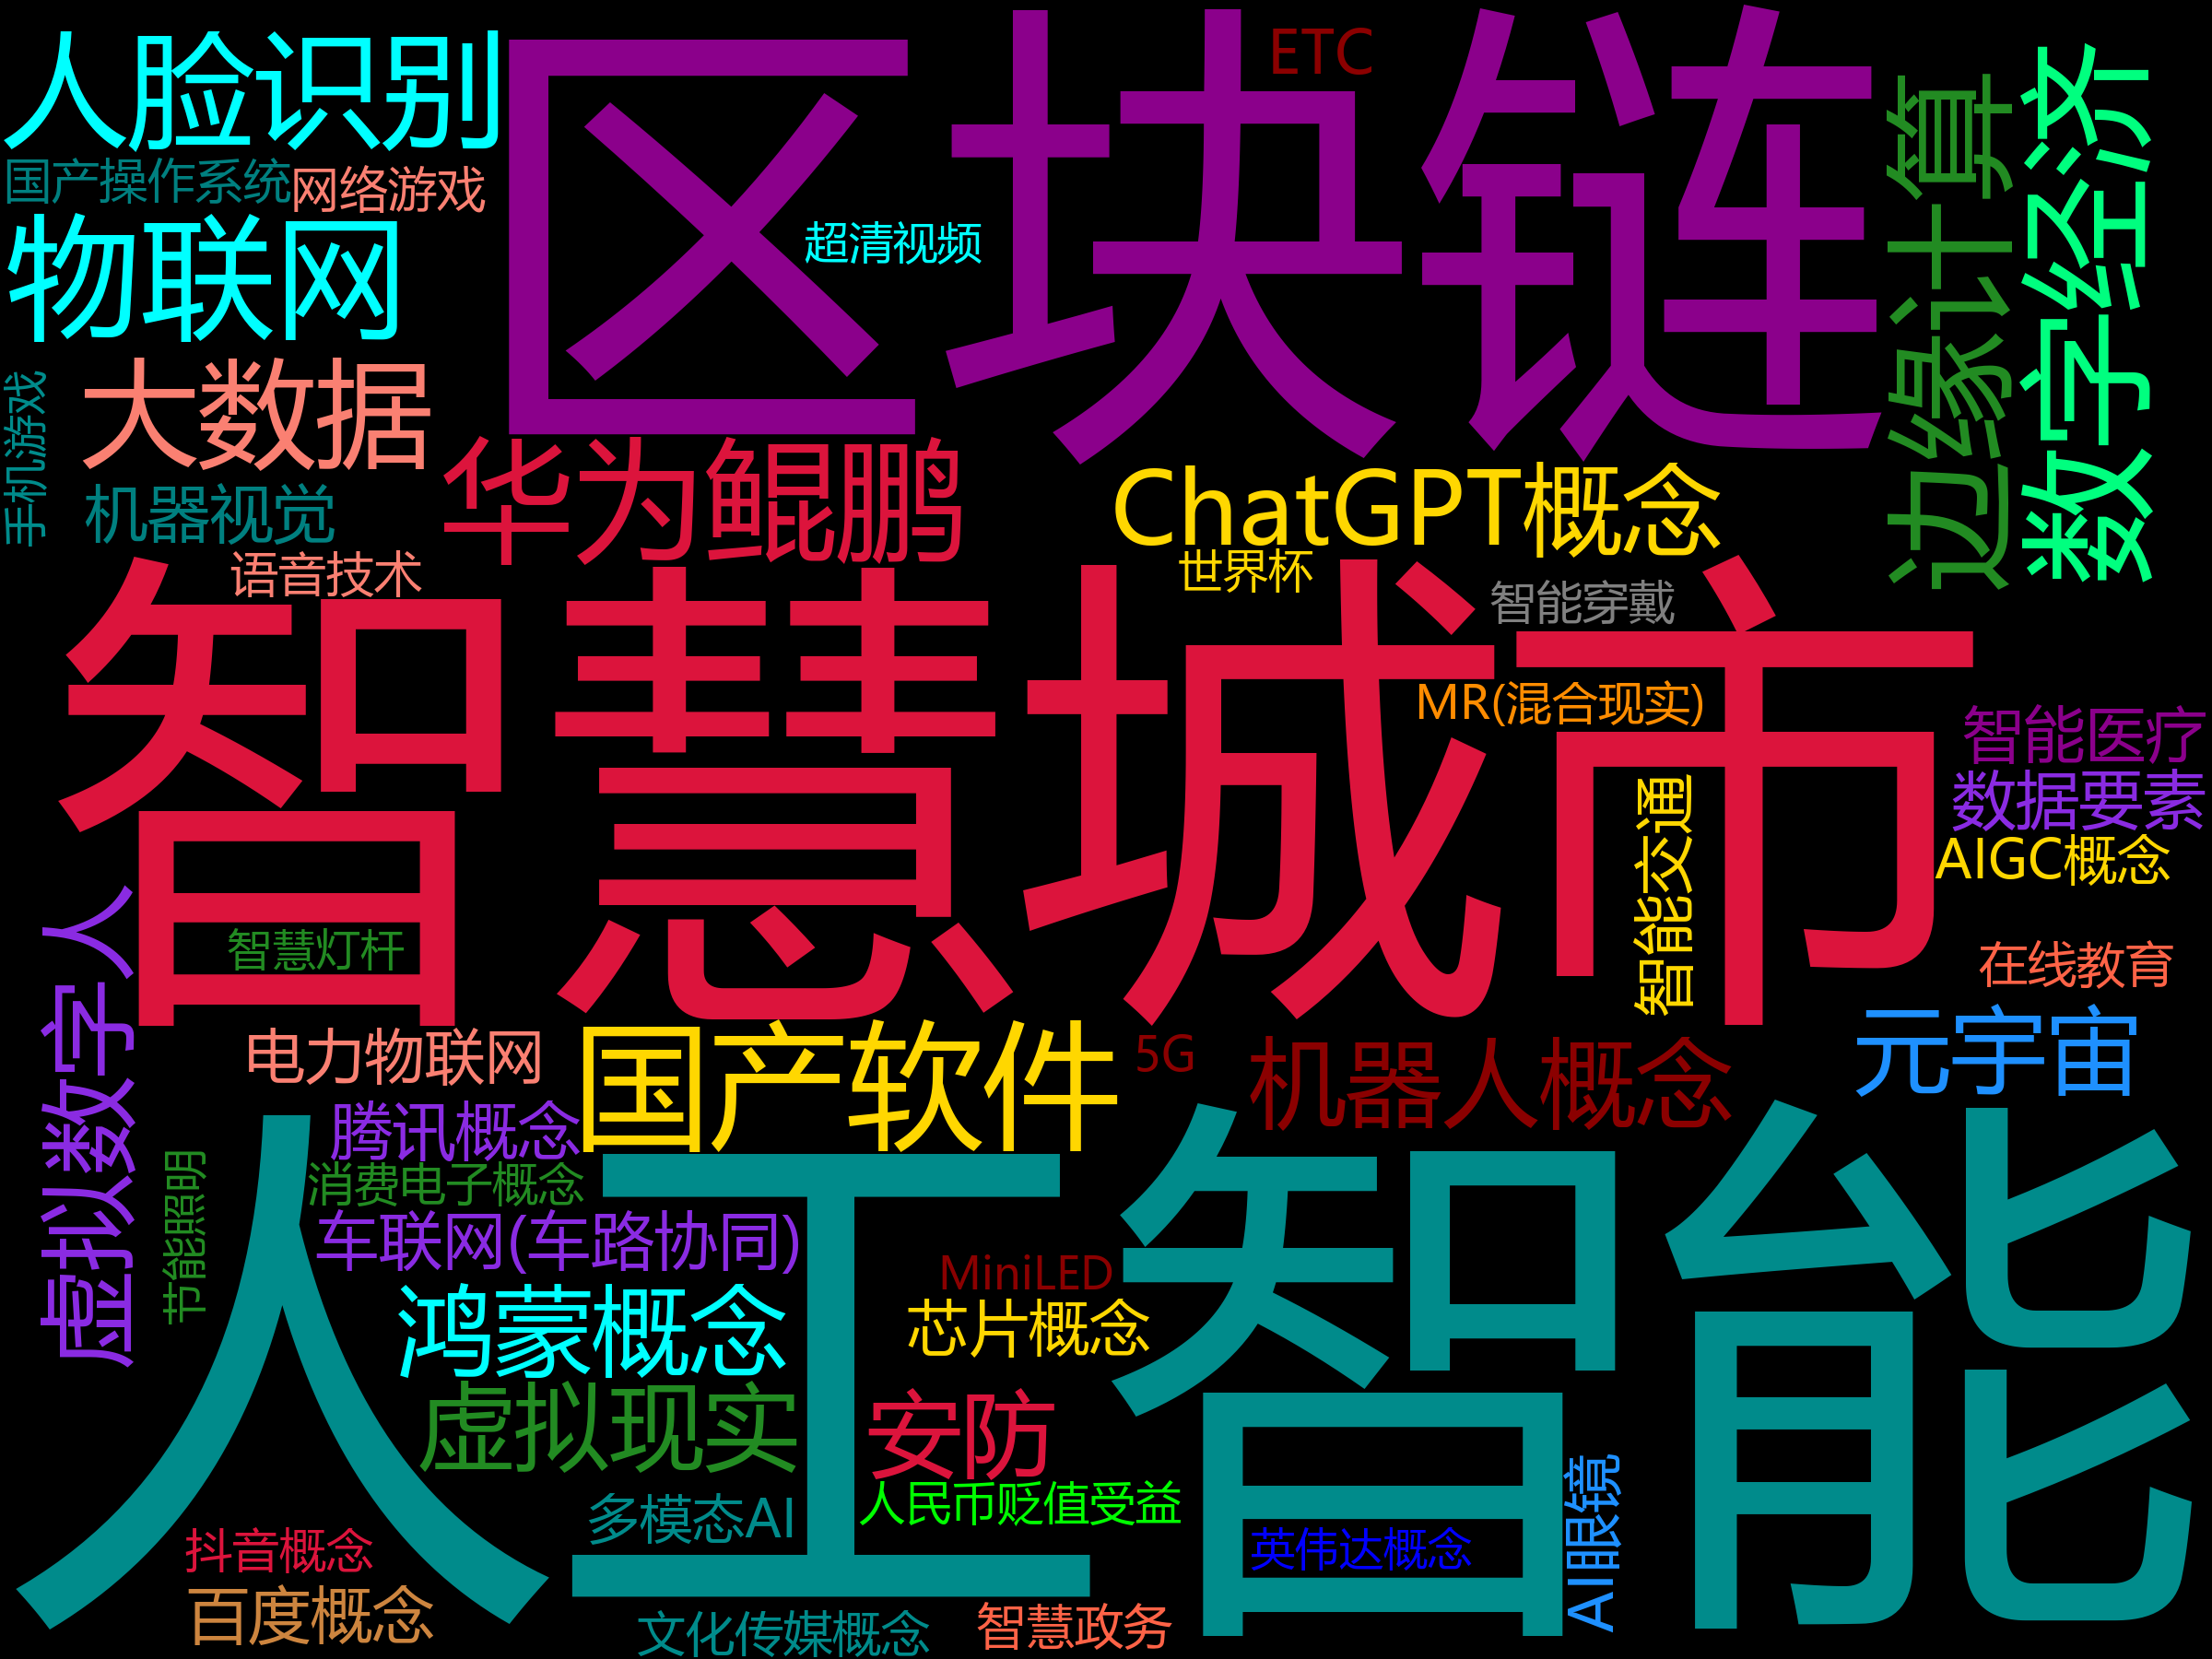 人脸识别
区块链
ETC
边缘计算
数字经济
国产操作系统
网络游戏
物联网
超清视频
手机游戏
大数据
机器视觉
华为鲲鹏
ChatGPT概念
语音技术
世界杯
智能穿戴
智慧城市
MR(混合现实)
智能医疗
数据要素
智能交通
AIGC概念
虚拟数字人
智慧灯杆
在线教育
电力物联网
国产软件
5G
机器人概念
元宇宙
腾讯概念
人工智能
节能照明
消费电子概念
车联网(车路协同)
MiniLED
鸿蒙概念
芯片概念
虚拟现实
安防
多模态AI
人民币贬值受益
AI眼镜
抖音概念
英伟达概念
百度概念
文化传媒概念
智慧政务